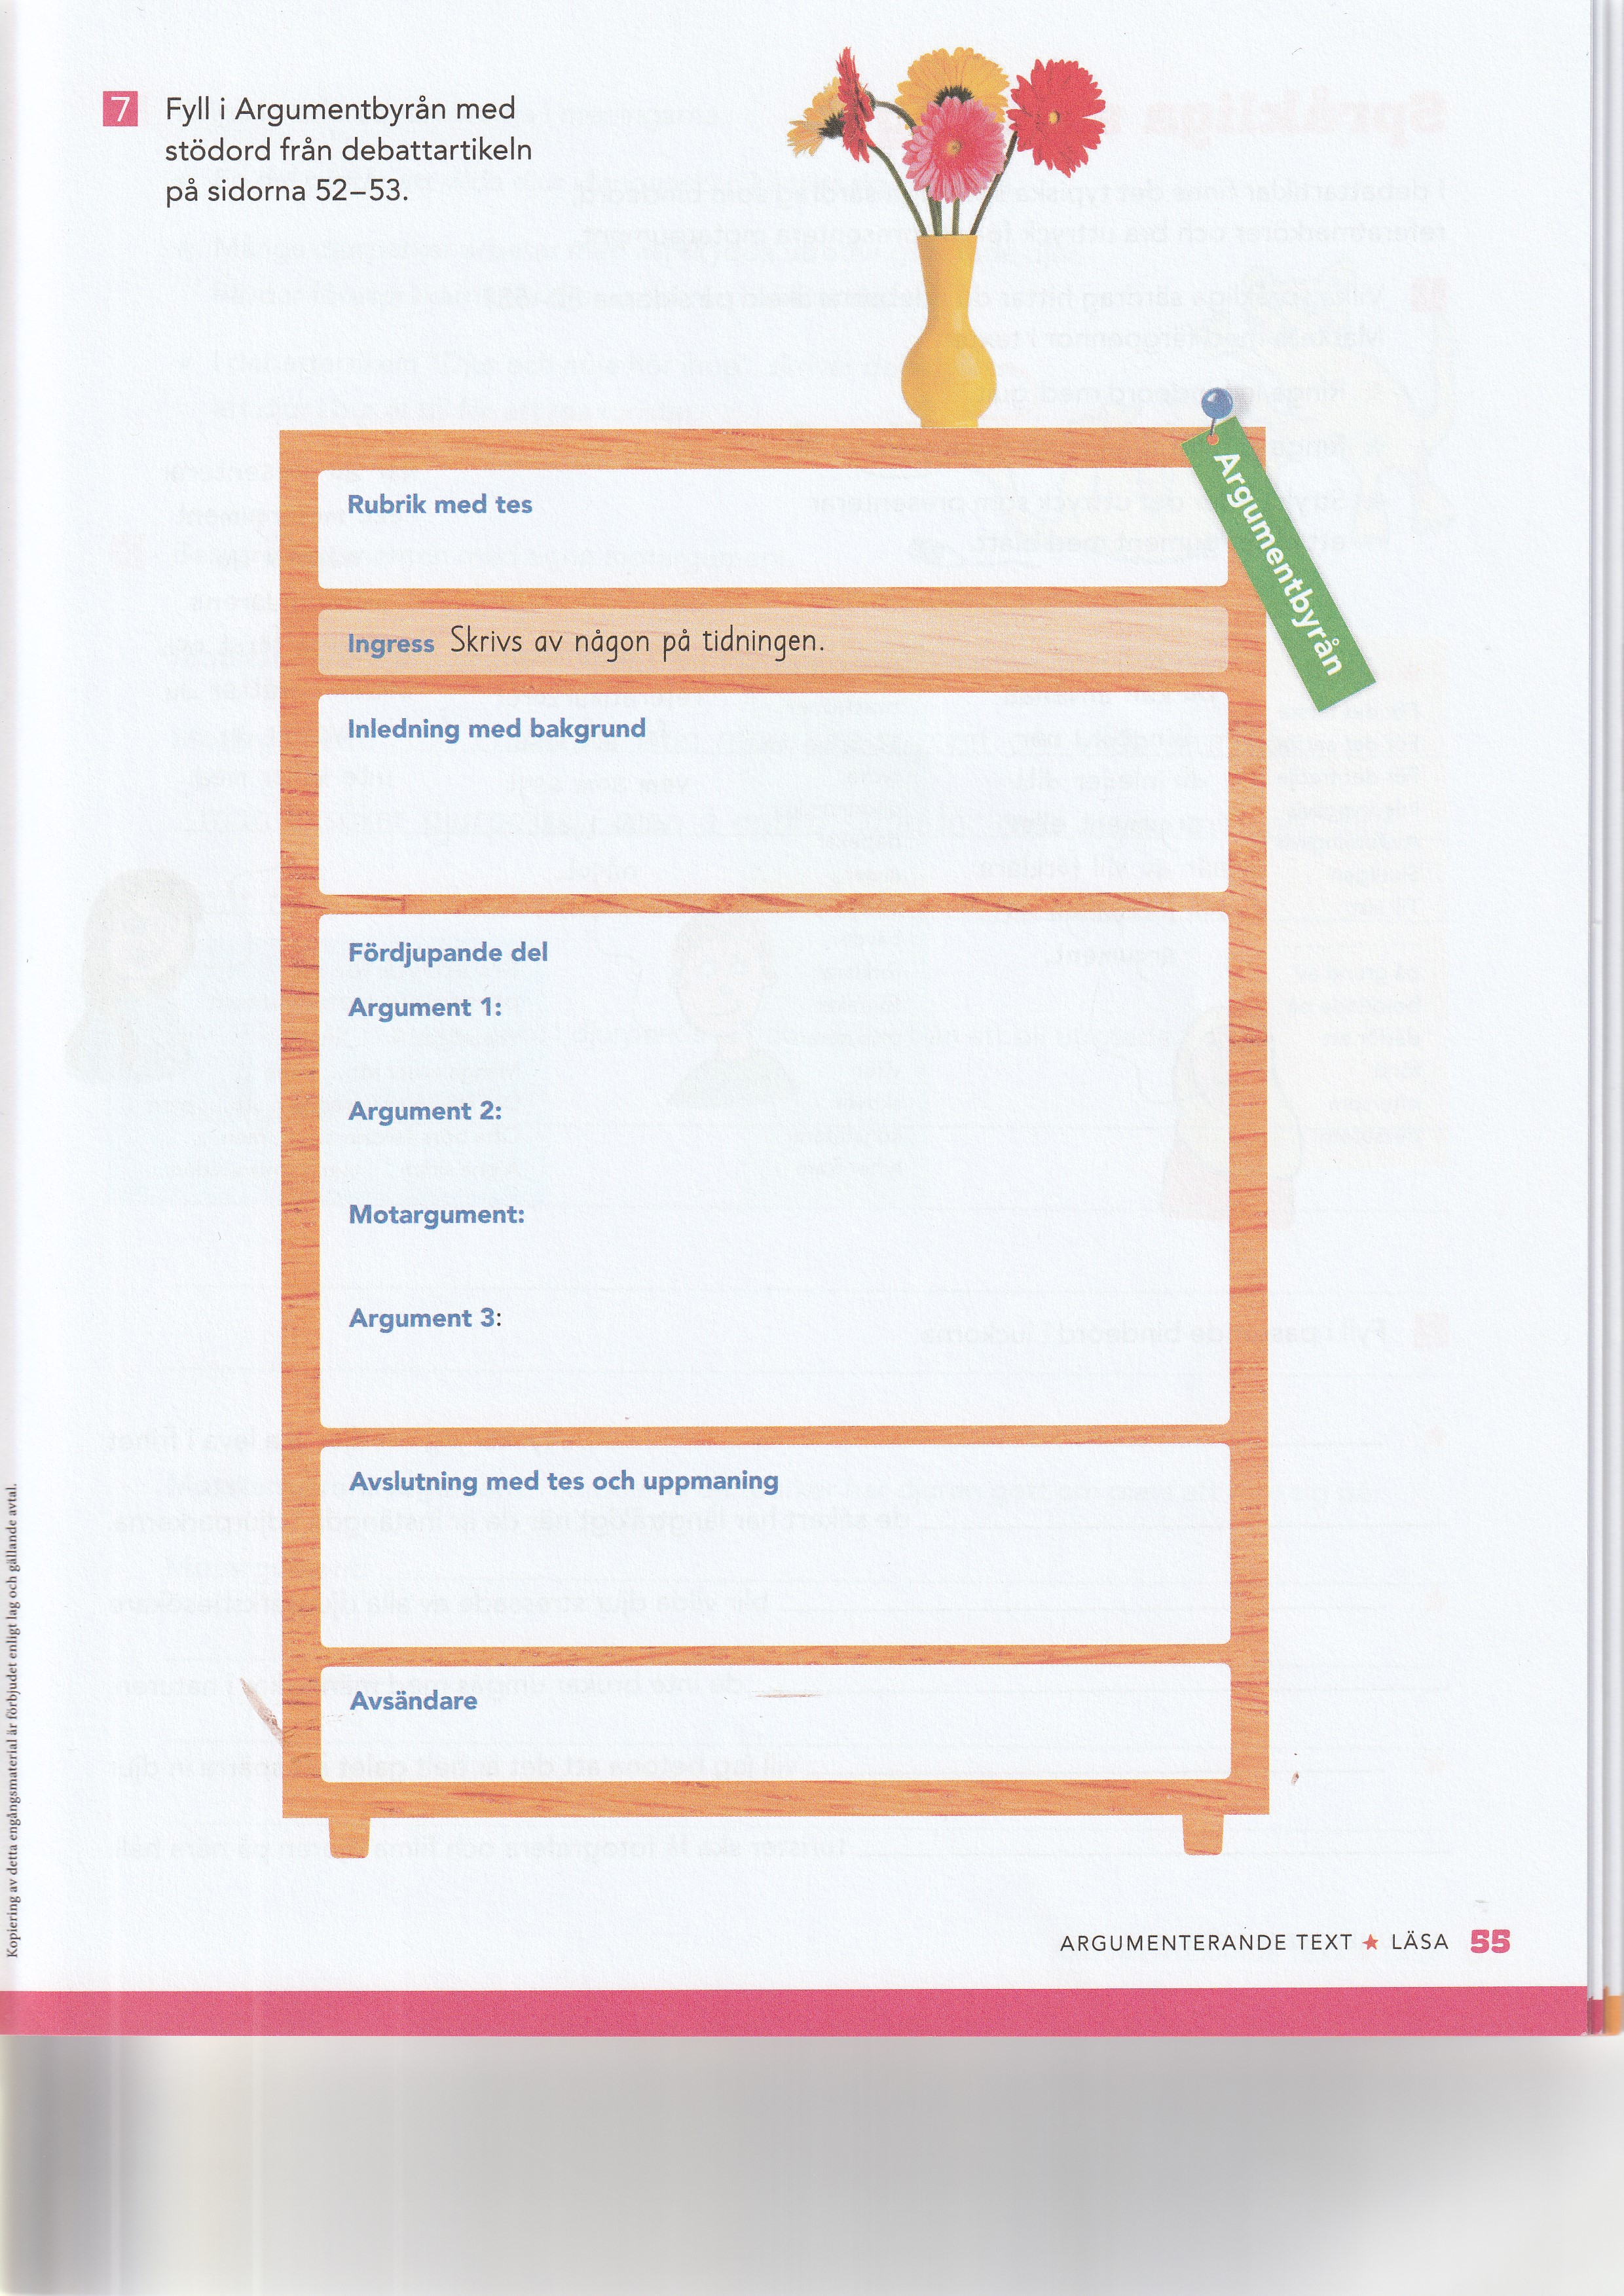 7 Fyll i Argumentbyrån med
stödord från debattartikeln
på sidorna 52–53.
Argumentbyrån
Rubrik med tes
Ingress Skrivs av någon på tidningen.
Inledning med bakgrund
Fördjupande del
Argument 1:
Argument 2:
Motargument:
Argument 3:
Avslutning med tes och uppmaning
Avsändare
Kopiering av detta engångsmaterial är förbjudet enligt lag och gällande avtal.
ARGUMENTERANDE TEXT ★ LÄSA 55